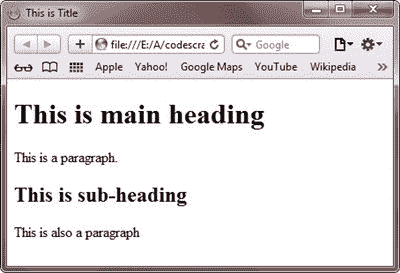 This is Title
file:///E:/A/codescra
Google
Apple Yahoo! Google Maps YouTube Wikipedia
This is main heading
This is a paragraph.
This is sub-heading
This is also a paragraph